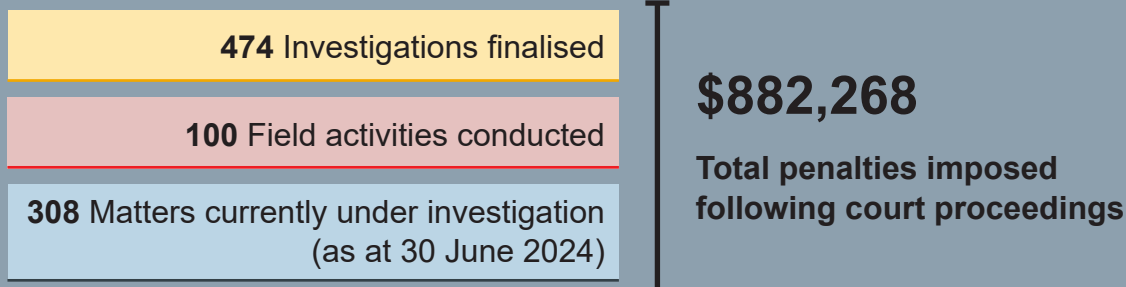 474 Investigations finalised
100 Field activities conducted
308 Matters currently under investigation
(as at 30 June 2024)
$882,268
Total penalties imposed
following court proceedings